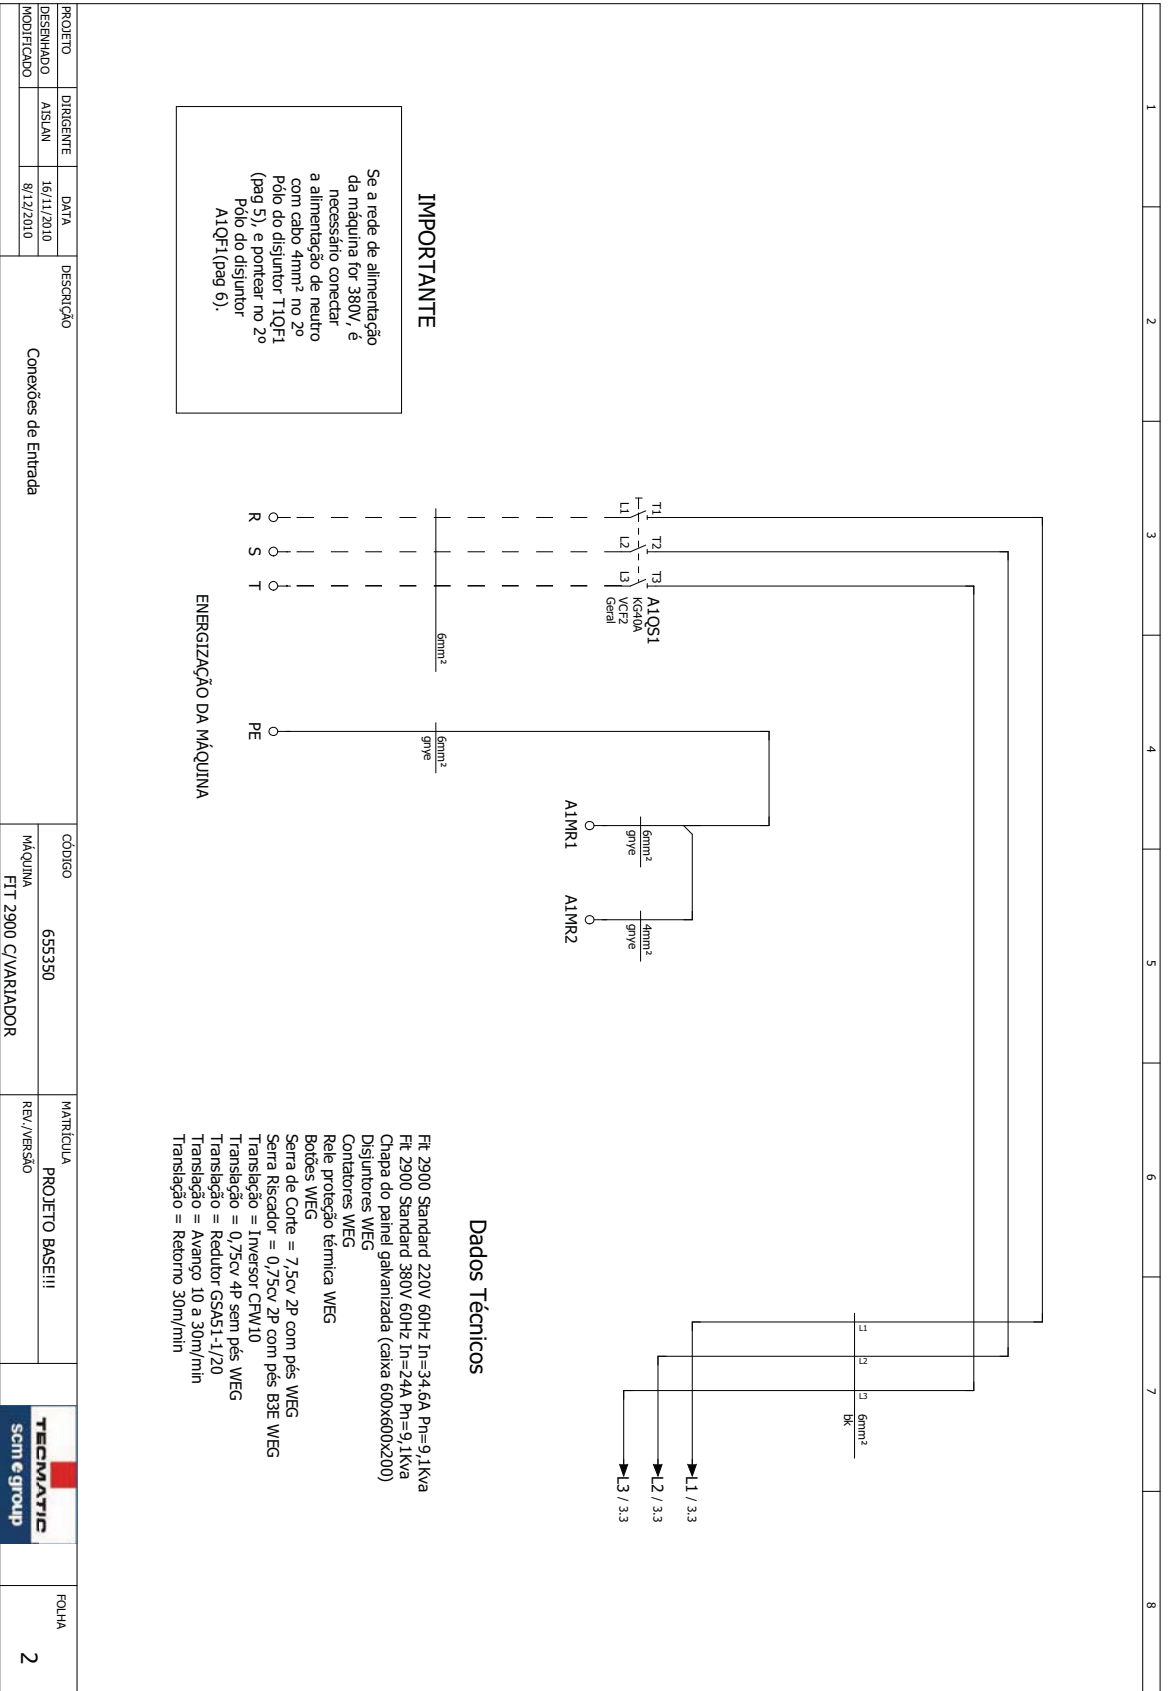 1
2
3
4
5
6
7
8
L1 / 3.3
L2 / 3.3
L3 / 3.3
L1
L2
L3
6mm²
bk
T1
T2
T3
L1
L2
L3
A1QS1
KG40A
VCF2
Geral
6mm²
gnye
A1MR1
4mm²
gnye
A1MR2
6mm²
6mm²
gnye
R
S
T
PE
ENERGIZAÇÃO DA MÁQUINA
IMPORTANTE
Se a rede de alimentação
da máquina for 380V, é
necessário conectar
a alimentação de neutro
com cabo 4mm² no 2º
Pólo do disjuntor T1QF1
(pag 5), e pontear no 2º
Pólo do disjuntor
A1QF1(pag 6).
Dados Técnicos
Fit 2900 Standard 220V 60Hz In=34.6A Pn=9,1Kva
Fit 2900 Standard 380V 60Hz In=24A Pn=9,1Kva
Chapa do painel galvanizada (caixa 600x600x200)
Disjuntores WEG
Contatores WEG
Rele proteção térmica WEG
Botões WEG
Serra de Corte = 7,5cv 2P com pés WEG
Serra Riscador = 0,75cv 2P com pés B3E WEG
Translação = Inversor CFW10
Translação = 0,75cv 4P sem pés WEG
Translação = Redutor GSA51-1/20
Translação = Avanço 10 a 30m/min
Translação = Retorno 30m/min
PROJETO
DIRIGENTE
DATA
DESENHADO
AISLAN
16/11/2010
MODIFICADO
8/12/2010
DESCRIÇÃO
Conexões de Entrada
CÓDIGO
655350
MÁQUINA
FIT 2900 C/VARIADOR
MATRÍCULA
PROJETO BASE!!!
REV./VERSÃO
TECMATIC
scm group
FOLHA
2